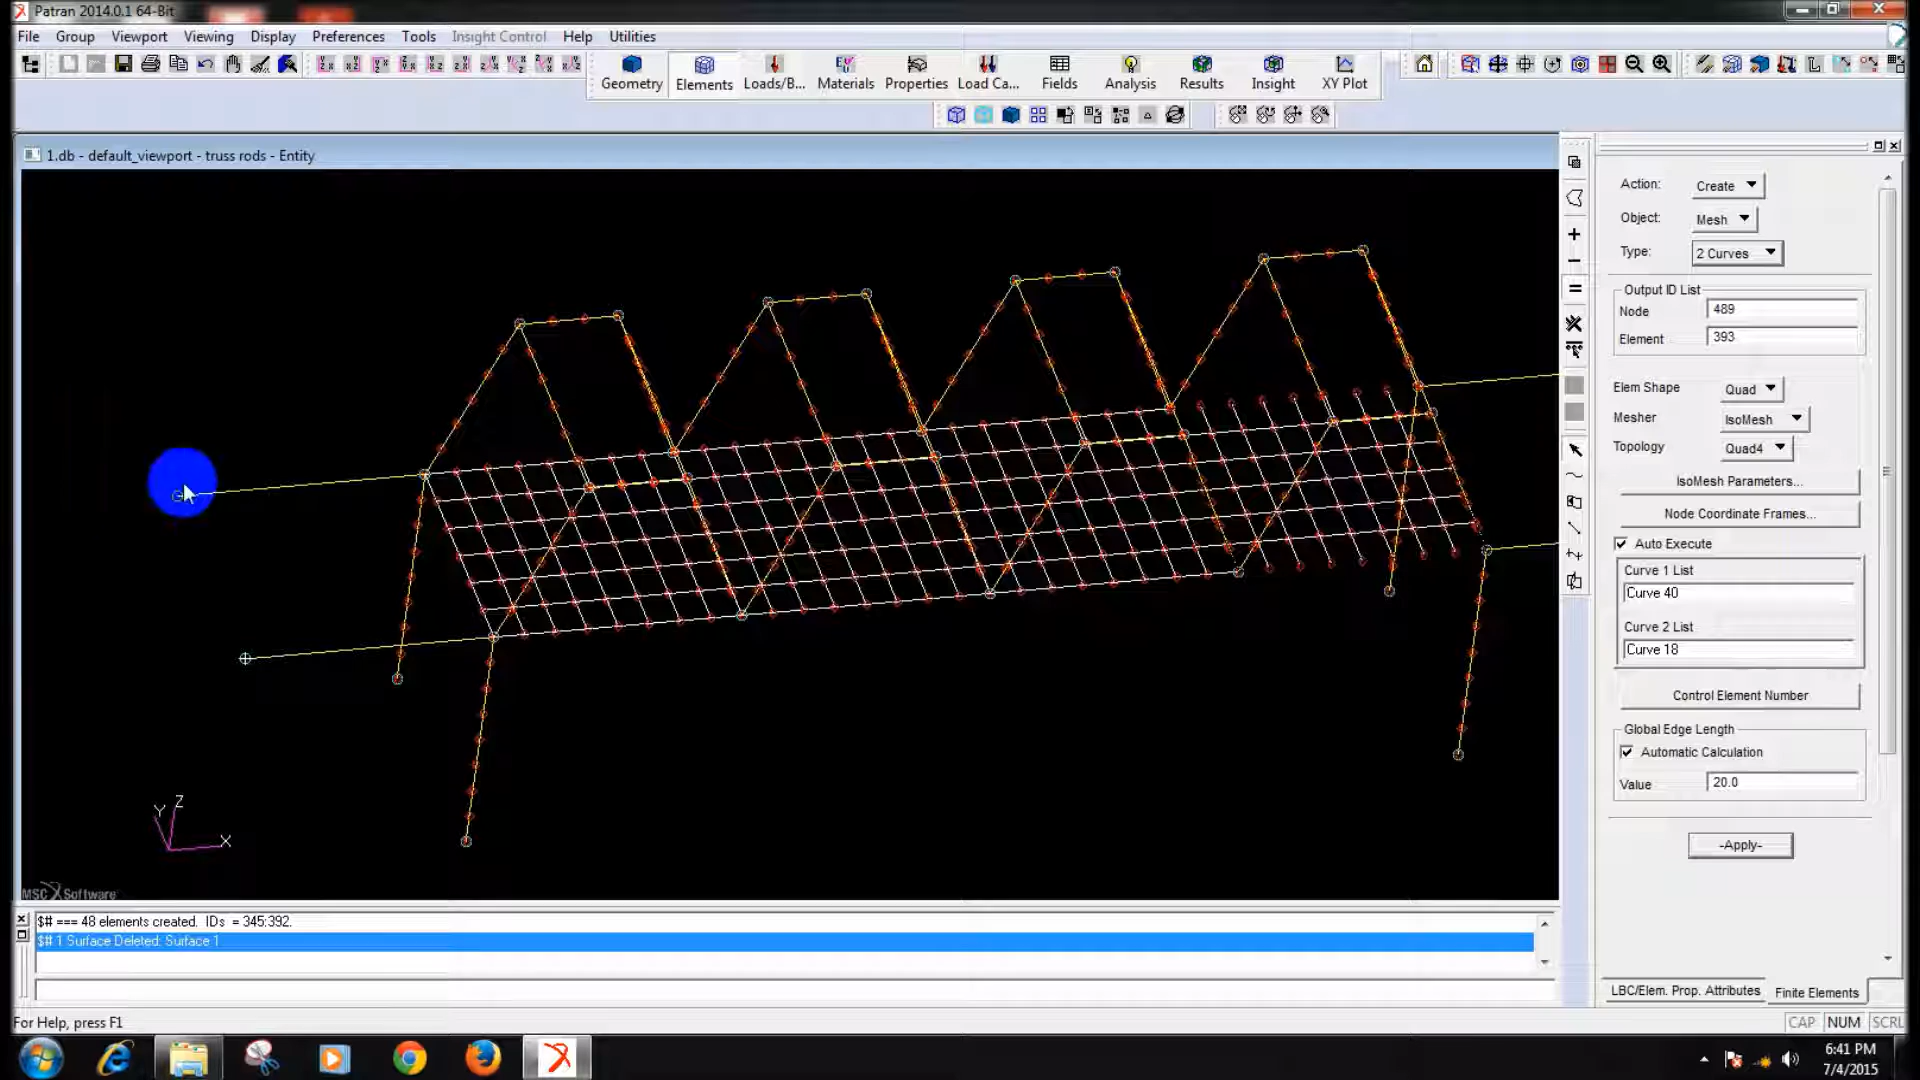 Patran 2014.0.1 64-Bit
File Group Viewport Viewing Display Preferences Tools Insight Control Help Utilities
Geometry Elements Loads/B... Materials Properties Load Ca... Fields Analysis Results Insight XY Plot
1.db - default_viewport - truss rods - Entity
Action: Create
Object: Mesh
Type: 2 Curves
Output ID List
Node 489
Element 393
Elem Shape Quad
Mesher IsoMesh
Topology Quad4
IsoMesh Parameters...
Node Coordinate Frames...
Auto Execute
Curve 1 List
Curve 40
Curve 2 List
Curve 18
Control Element Number
Global Edge Length
Automatic Calculation
Value 20.0
-Apply-
Y Z
X
MSC Software
$# === 48 elements created. IDs = 345:392.
$# 1 Surface Deleted: Surface 1
LBC/Elem. Prop. Attributes Finite Elements
For Help, press F1
CAP NUM SCRL
6:41 PM
7/4/2015